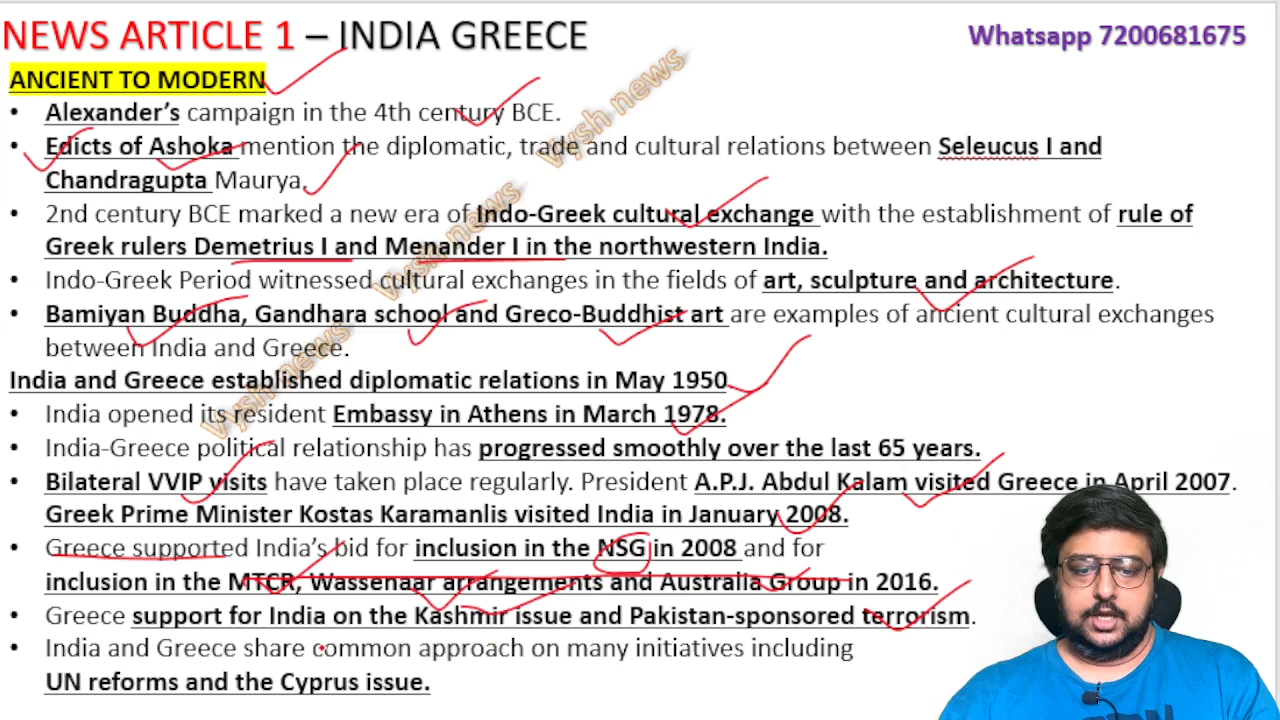 NEWS ARTICLE 1 – INDIA GREECE
Whatsapp 7200681675
ANCIENT TO MODERN
• Alexander's campaign in the 4th century BCE.
• Edicts of Ashoka mention the diplomatic, trade and cultural relations between Seleucus I and
Chandragupta Maurya.
• 2nd century BCE marked a new era of Indo-Greek cultural exchange with the establishment of rule of
Greek rulers Demetrius I and Menander I in the northwestern India.
• Indo-Greek Period witnessed cultural exchanges in the fields of art, sculpture and architecture.
• Bamiyan Buddha, Gandhara school and Greco-Buddhist art are examples of ancient cultural exchanges
between India and Greece.
India and Greece established diplomatic relations in May 1950
• India opened its resident Embassy in Athens in March 1978.
• India-Greece political relationship has progressed smoothly over the last 65 years.
• Bilateral VVIP visits have taken place regularly. President A.P.J. Abdul Kalam visited Greece in April 2007.
Greek Prime Minister Kostas Karamanlis visited India in January 2008.
• Greece supported India's bid for inclusion in the NSG in 2008 and for
inclusion in the MTCR, Wassenaar arrangements and Australia Group in 2016.
• Greece support for India on the Kashmir issue and Pakistan-sponsored terrorism.
• India and Greece share common approach on many initiatives including
UN reforms and the Cyprus issue.
Vysh news
Vysh news
Vysh news